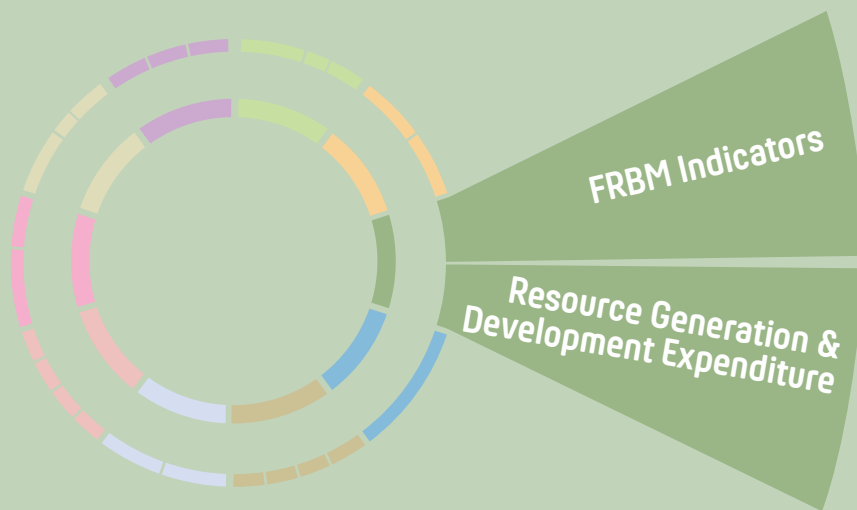 FRBM Indicators
Resource Generation &
Development Expenditure